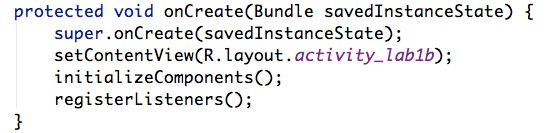 protected void onCreate(Bundle savedInstanceState) {
    super.onCreate(savedInstanceState);
    setContentView(R.layout.activity_lab1b);
    initializeComponents();
    registerListeners();
}